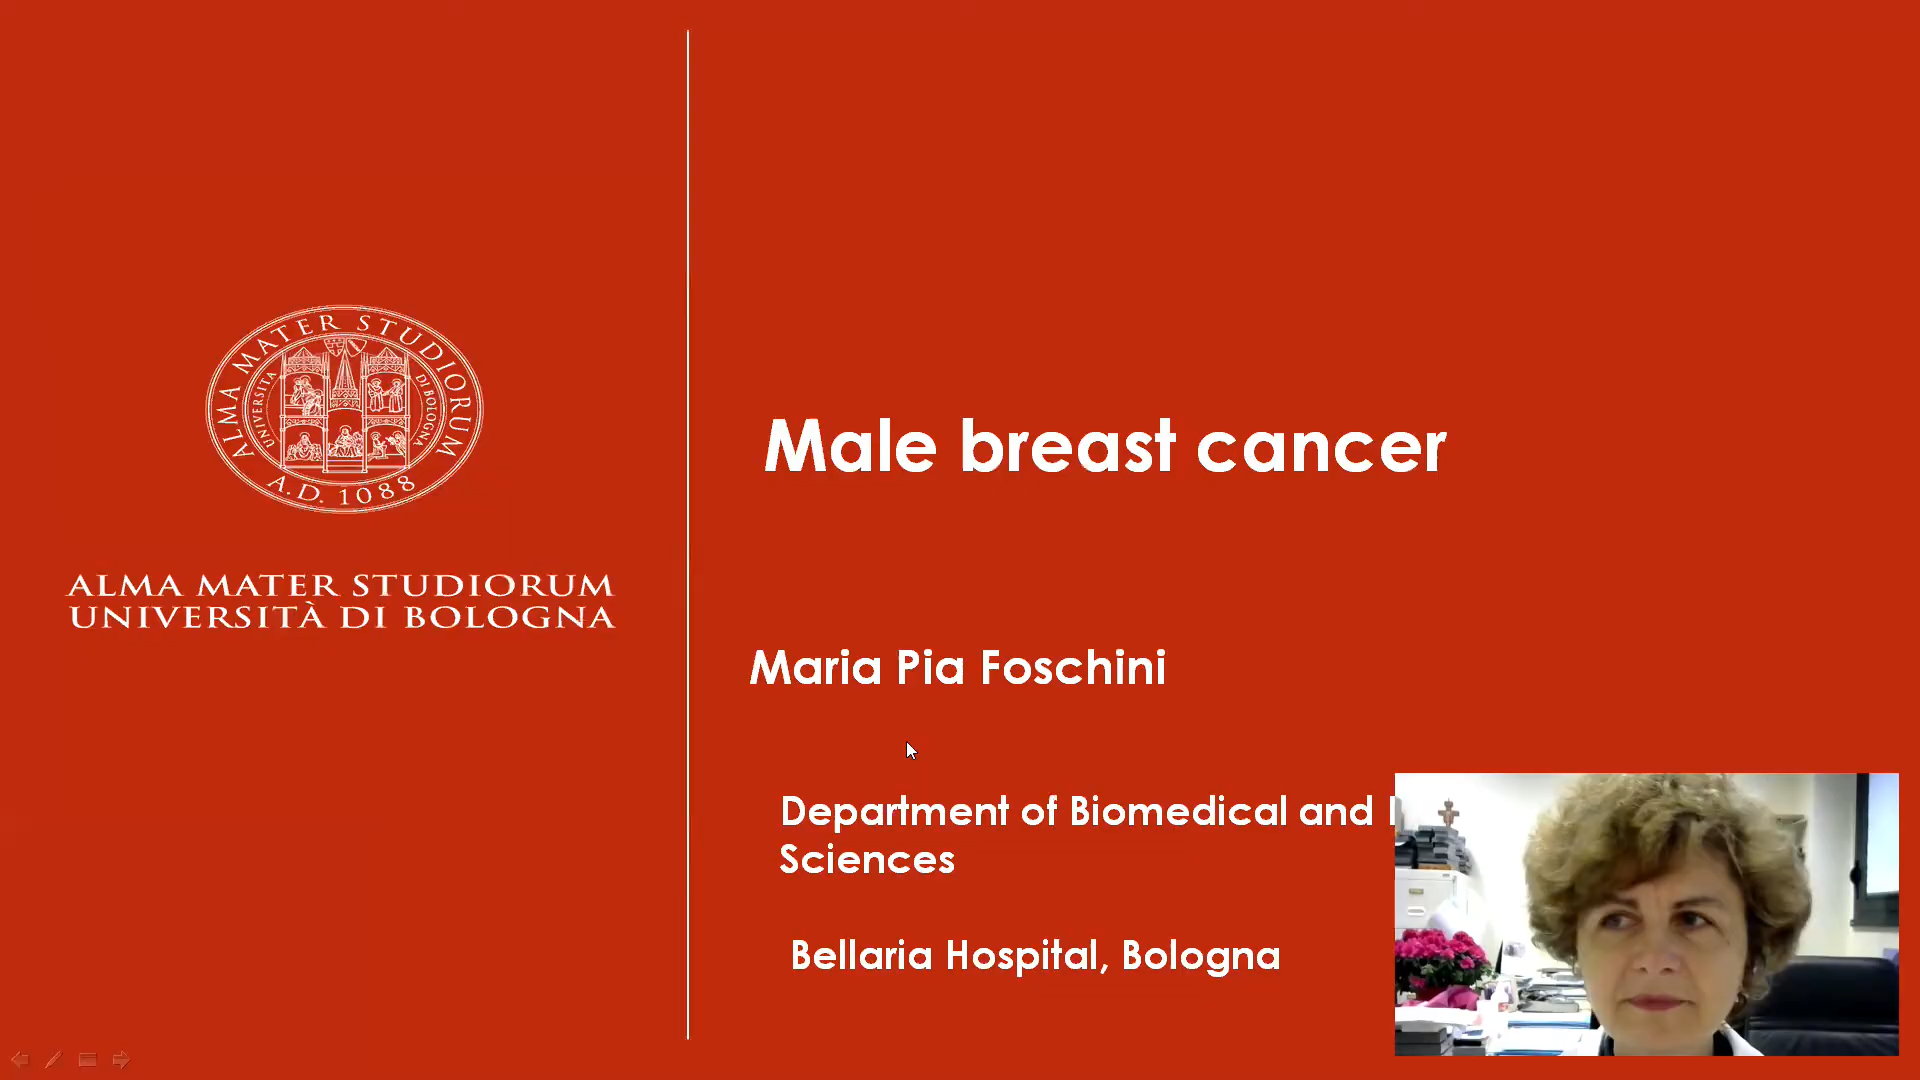 ALMA MATER STUDIORUM
UNIVERSITA DI BOLOGNA
A.D. 1088
ALMA MATER STUDIORUM
UNIVERSITÀ DI BOLOGNA
Male breast cancer
Maria Pia Foschini
Department of Biomedical and
Sciences
Bellaria Hospital, Bologna